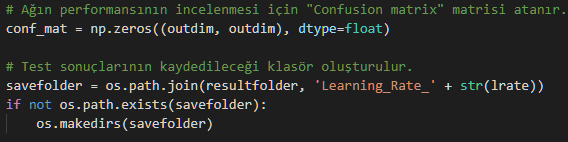 # Ağın performansının incelenmesi için "Confusion matrix" matrisi atanır.
conf_mat = np.zeros((outdim, outdim), dtype=float)
# Test sonuçlarının kaydedileceği klasör oluşturulur.
savefolder = os.path.join(resultfolder, 'Learning_Rate_' + str(lrate))
if not os.path.exists(savefolder):
    os.makedirs(savefolder)